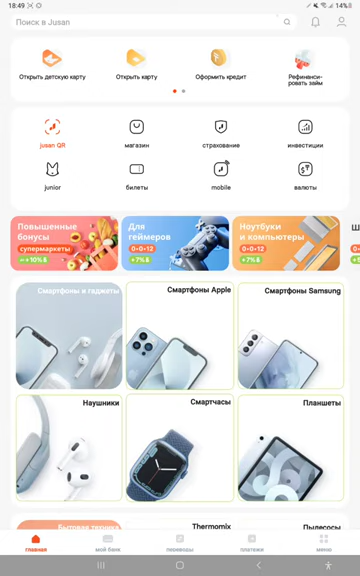 18:49
14%
Поиск в Jusan
Открыть детскую карту
Открыть карту
Оформить кредит
Рефинанси-
ровать займ
jusan QR
магазин
страхование
инвестиции
junior
билеты
mobile
валюты
Повышенные
бонусы
супермаркеты
до +10% Б
Для
геймеров
0-0-12
+7% Б
Ноутбуки
и компьютеры
0-0-12
+7% Б
Смартфоны и гаджеты
Смартфоны Apple
Смартфоны Samsung
Наушники
Смартчасы
Планшеты
Бытовая техника
Thermomix
Пылесосы
главная
мой банк
переводы
платежи
меню